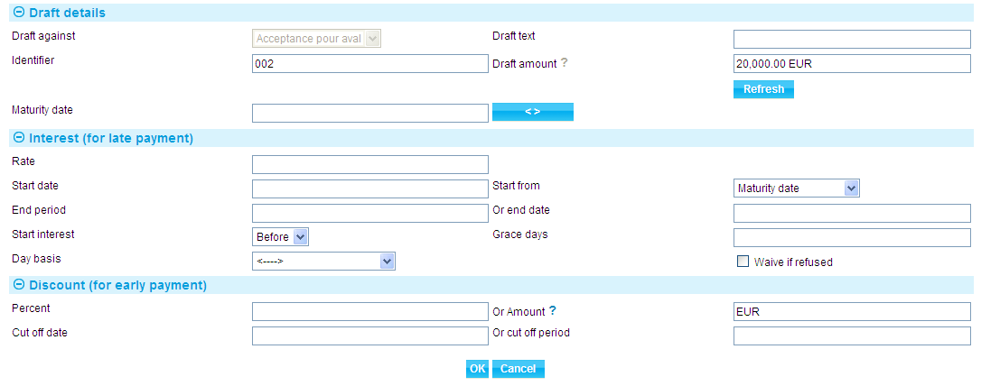 Draft details
Draft against Acceptance pour aval Draft text
Identifier 002 Draft amount ? 20,000.00 EUR
Refresh
Maturity date < >
Interest (for late payment)
Rate
Start date Start from Maturity date
End period Or end date
Start interest Before Grace days
Day basis <----> Waive if refused
Discount (for early payment)
Percent Or Amount ? EUR
Cut off date Or cut off period
OK Cancel